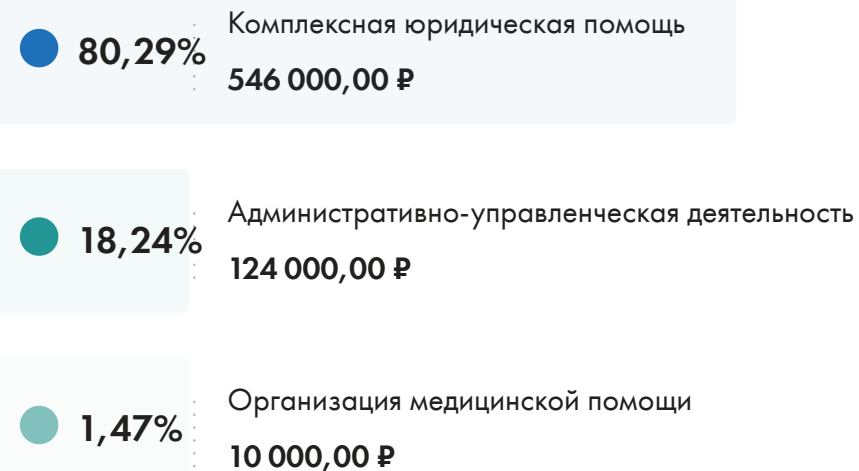 Комплексная юридическая помощь
80,29%
546 000,00 ₽
Административно-управленческая деятельность
18,24%
124 000,00 ₽
Организация медицинской помощи
1,47%
10 000,00 ₽